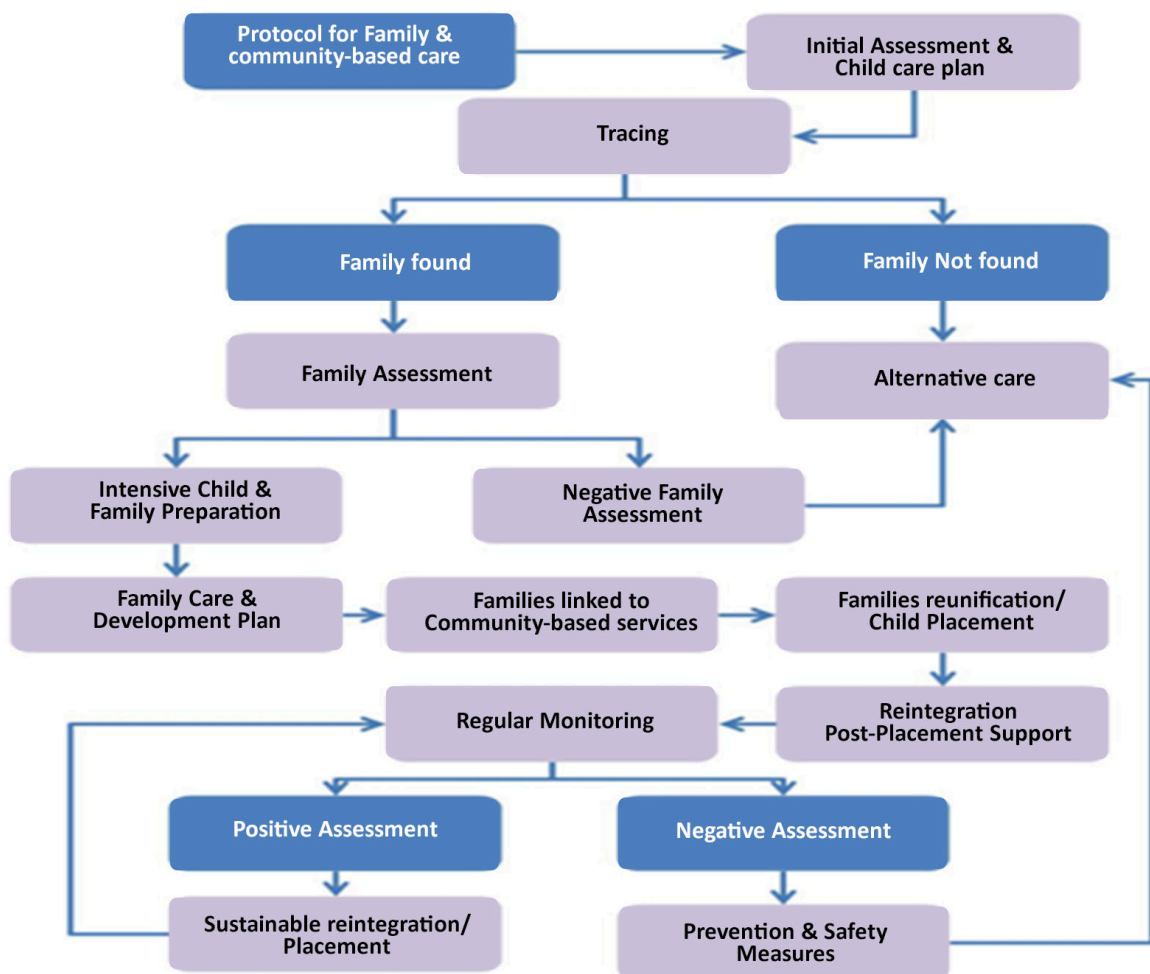 Protocol for Family &
community-based care
Initial Assessment &
Child care plan
Tracing
Family found
Family Not found
Family Assessment
Alternative care
Intensive Child &
Family Preparation
Negative Family
Assessment
Family Care &
Development Plan
Families linked to
Community-based services
Families reunification/
Child Placement
Regular Monitoring
Reintegration
Post-Placement Support
Positive Assessment
Negative Assessment
Sustainable reintegration/
Placement
Prevention & Safety
Measures